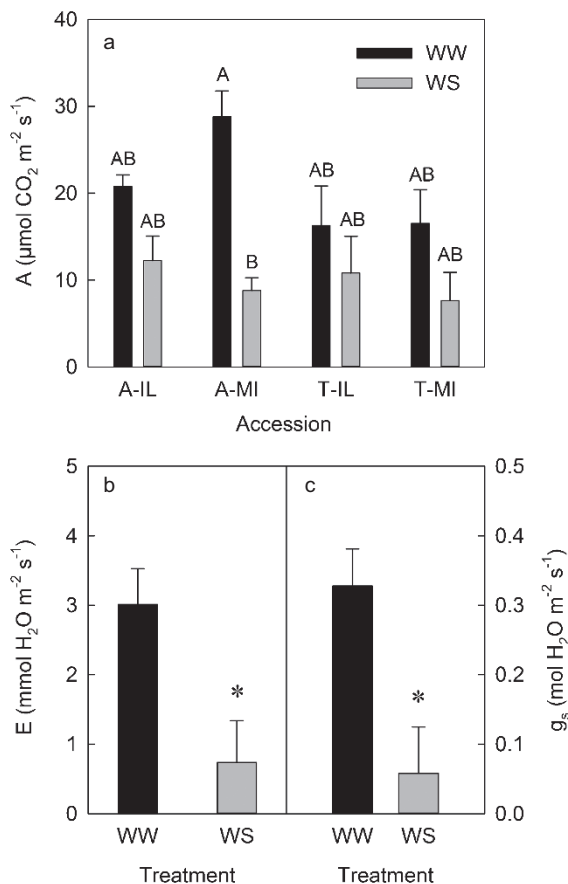 40
a
WW
WS
30
20
10
0
A (μmol CO₂ m⁻² s⁻¹)
AB
AB
A
B
AB
AB
AB
AB
A-IL
A-MI
T-IL
T-MI
Accession
5
4
3
2
1
0
E (mmol H₂O m⁻² s⁻¹)
b
*
WW
WS
Treatment
c
*
WW
WS
Treatment
0.5
0.4
0.3
0.2
0.1
0.0
gₛ (mol H₂O m⁻² s⁻¹)